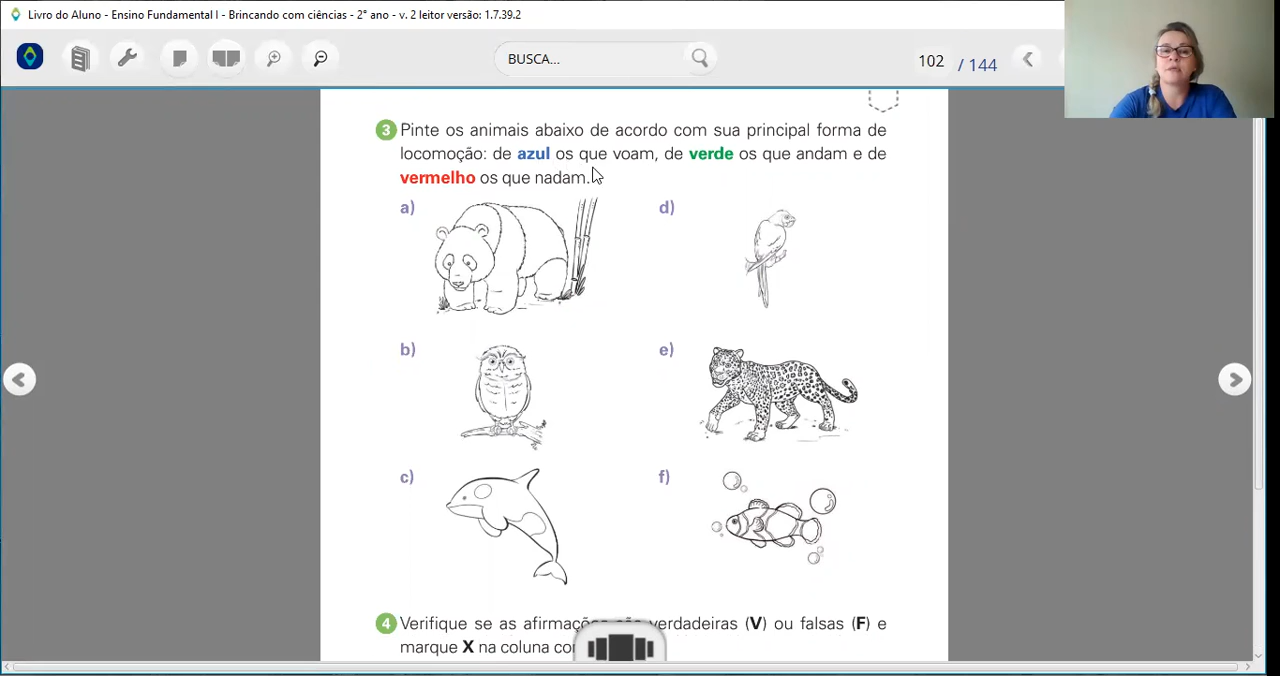 Livro do Aluno - Ensino Fundamental I - Brincando com ciências - 2° ano - v. 2 leitor versão: 1.7.39.2
BUSCA...
102 / 144
3 Pinte os animais abaixo de acordo com sua principal forma de
locomoção: de azul os que voam, de verde os que andam e de
vermelho os que nadam.
a)
d)
b)
e)
c)
f)
4 Verifique se as afirmações são verdadeiras (V) ou falsas (F) e
marque X na coluna